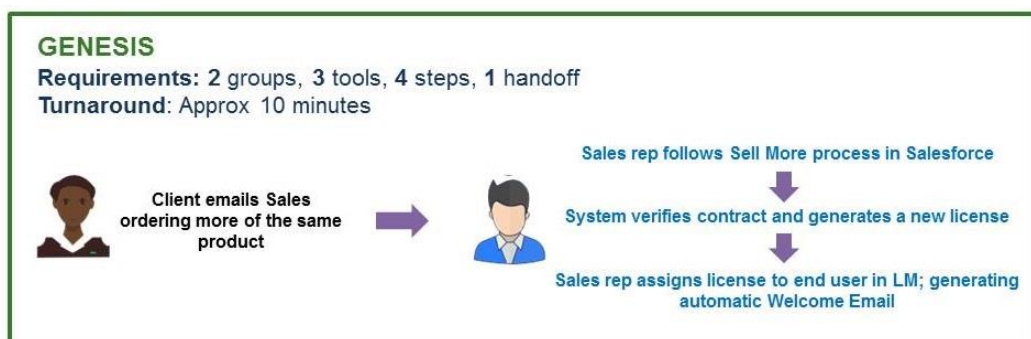 GENESIS
Requirements: 2 groups, 3 tools, 4 steps, 1 handoff
Turnaround: Approx 10 minutes
Client emails Sales
ordering more of the same
product
Sales rep follows Sell More process in Salesforce
System verifies contract and generates a new license
Sales rep assigns license to end user in LM; generating
automatic Welcome Email